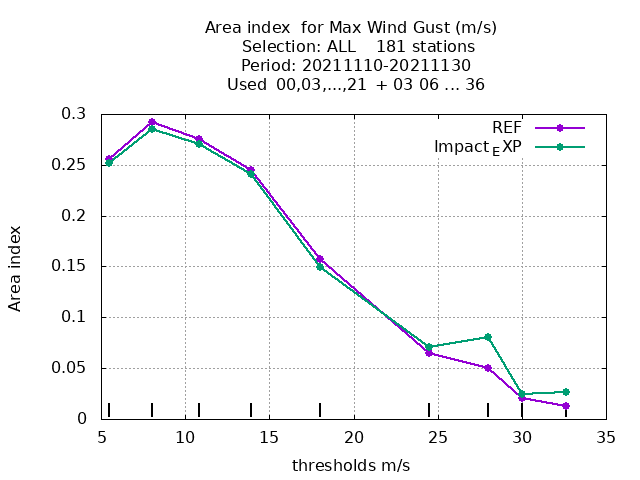 Area index  for Max Wind Gust (m/s)
Selection: ALL    181 stations
Period: 20211110-20211130
Used  00,03,...,21  + 03 06 ... 36
REF
Impact_EXP
0.3
0.25
0.2
0.15
0.1
0.05
0
Area index
5 10 15 20 25 30 35
thresholds m/s